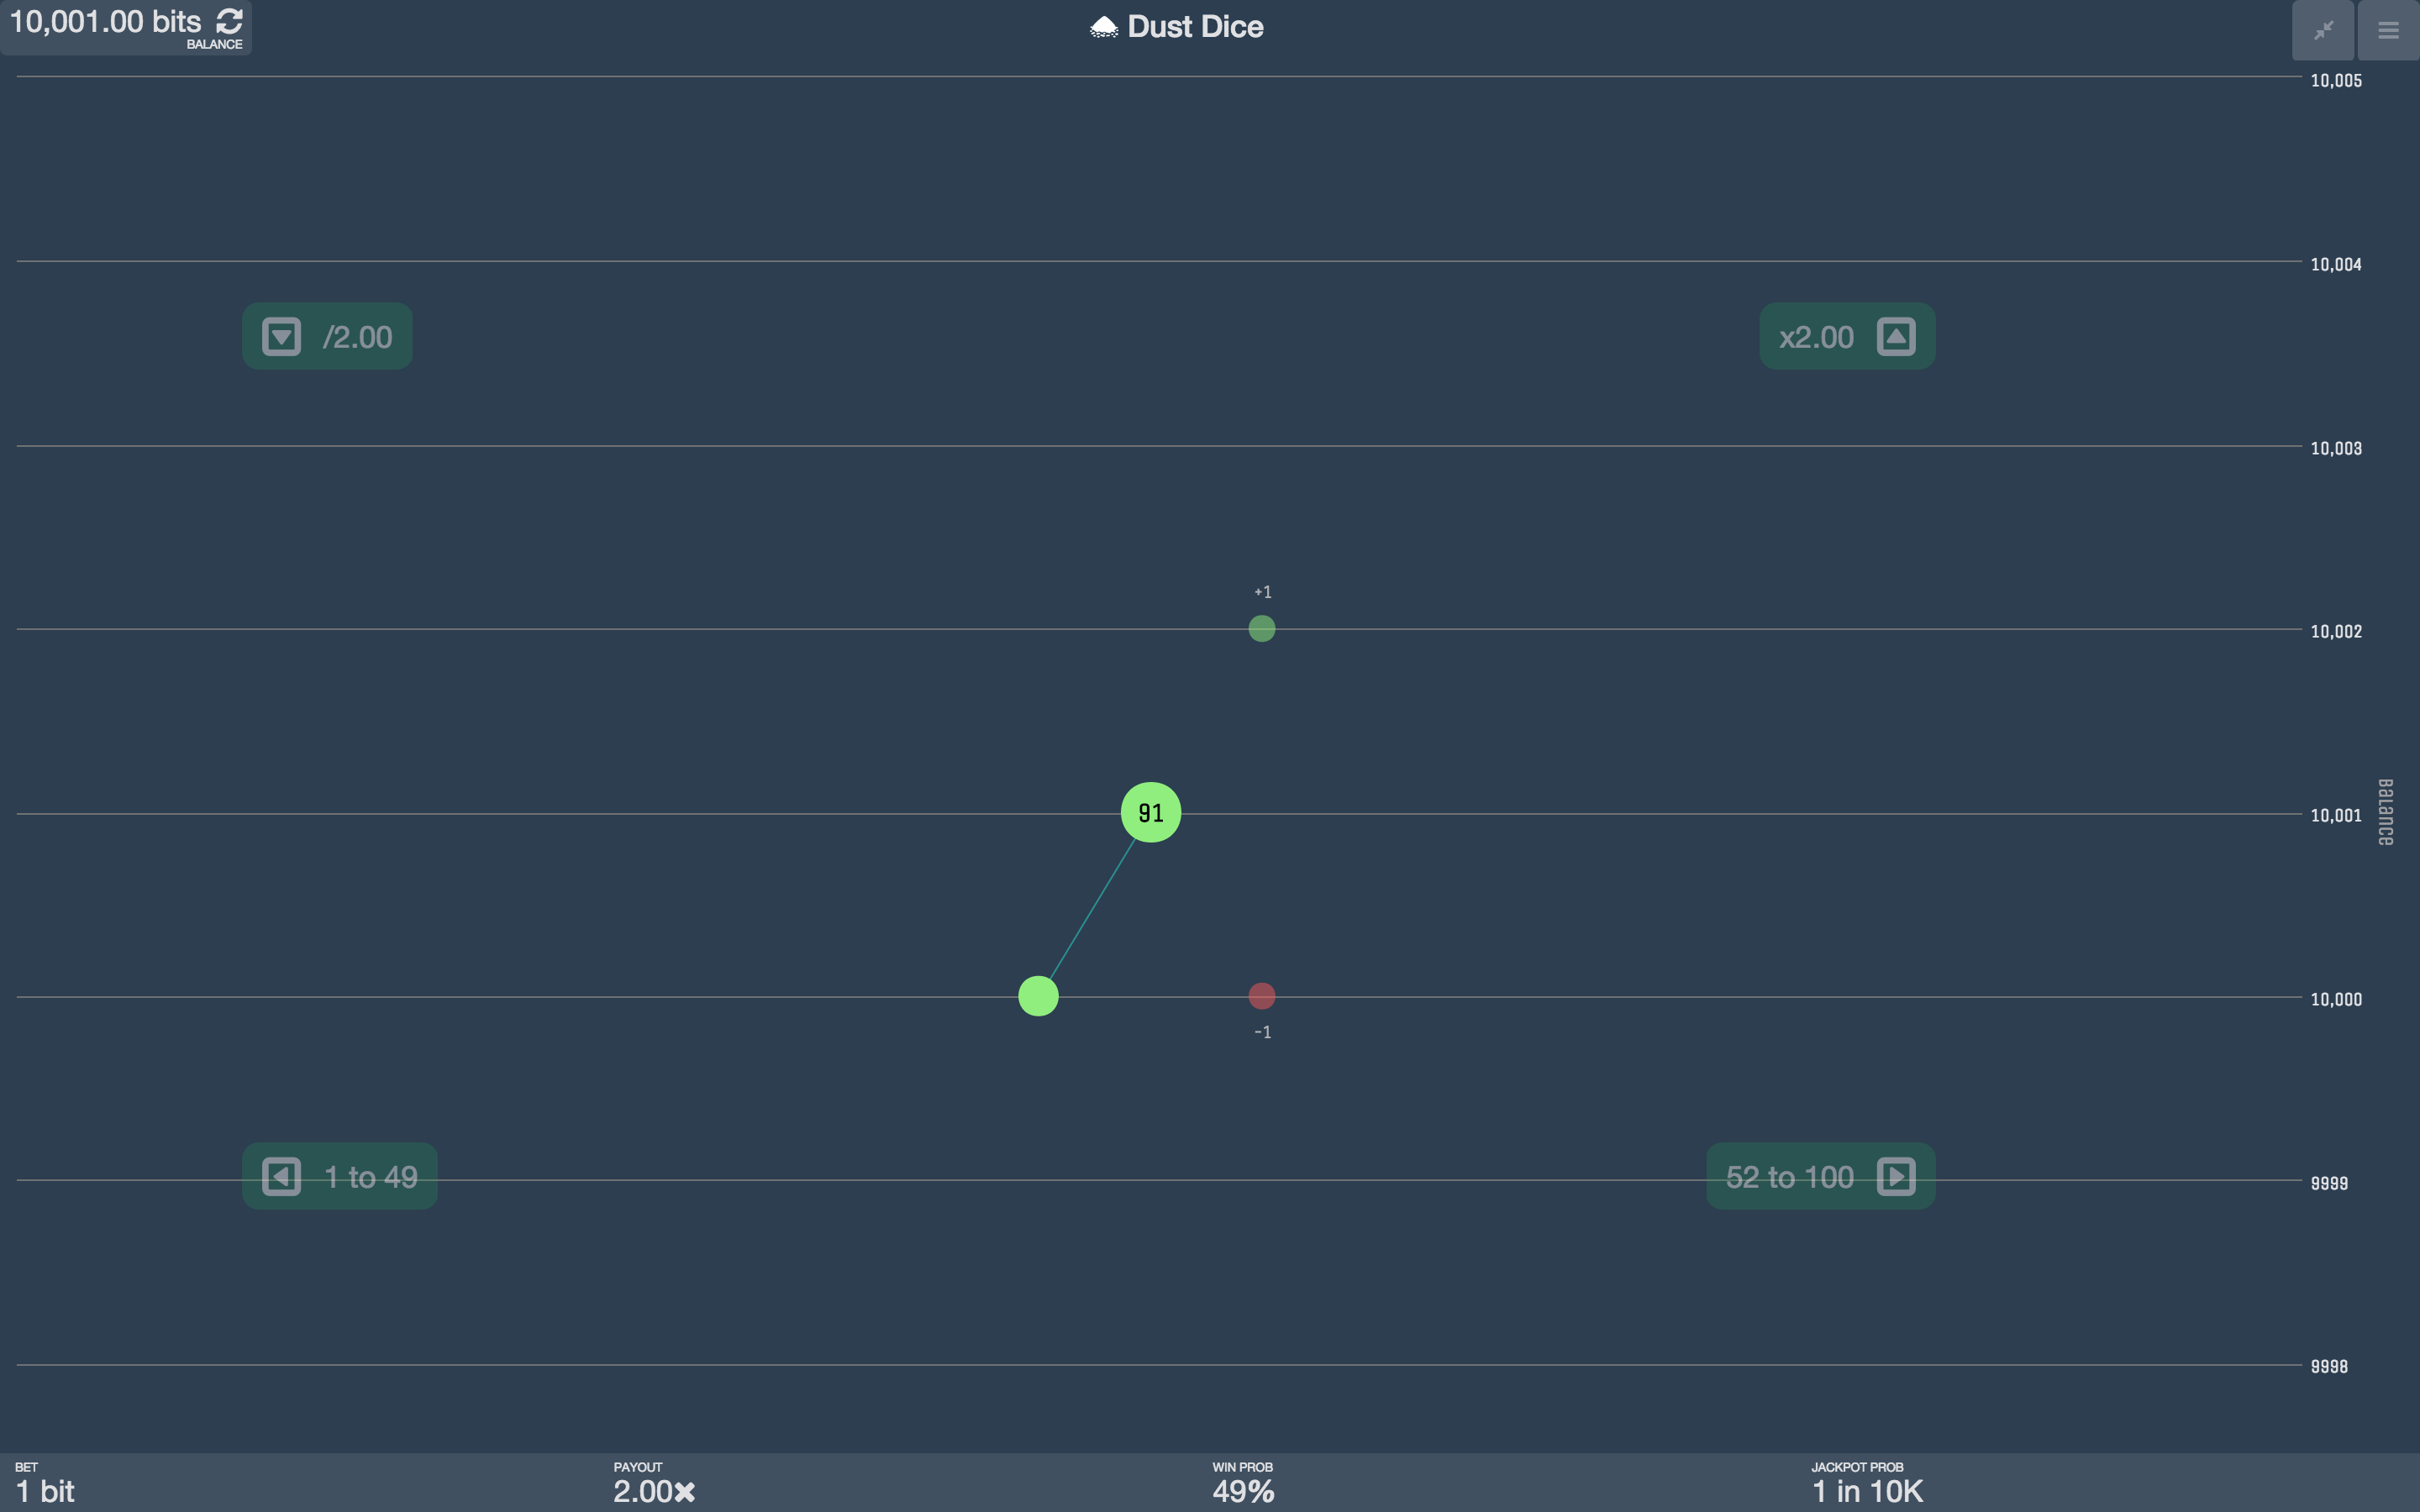 10,001.00 bits
BALANCE
Dust Dice
10,005
10,004
/2.00
x2.00
10,003
+1
10,002
91
10,001
Balance
10,000
-1
1 to 49
52 to 100
9999
9998
BET
1 bit
PAYOUT
2.00✖
WIN PROB
49%
JACKPOT PROB
1 in 10K